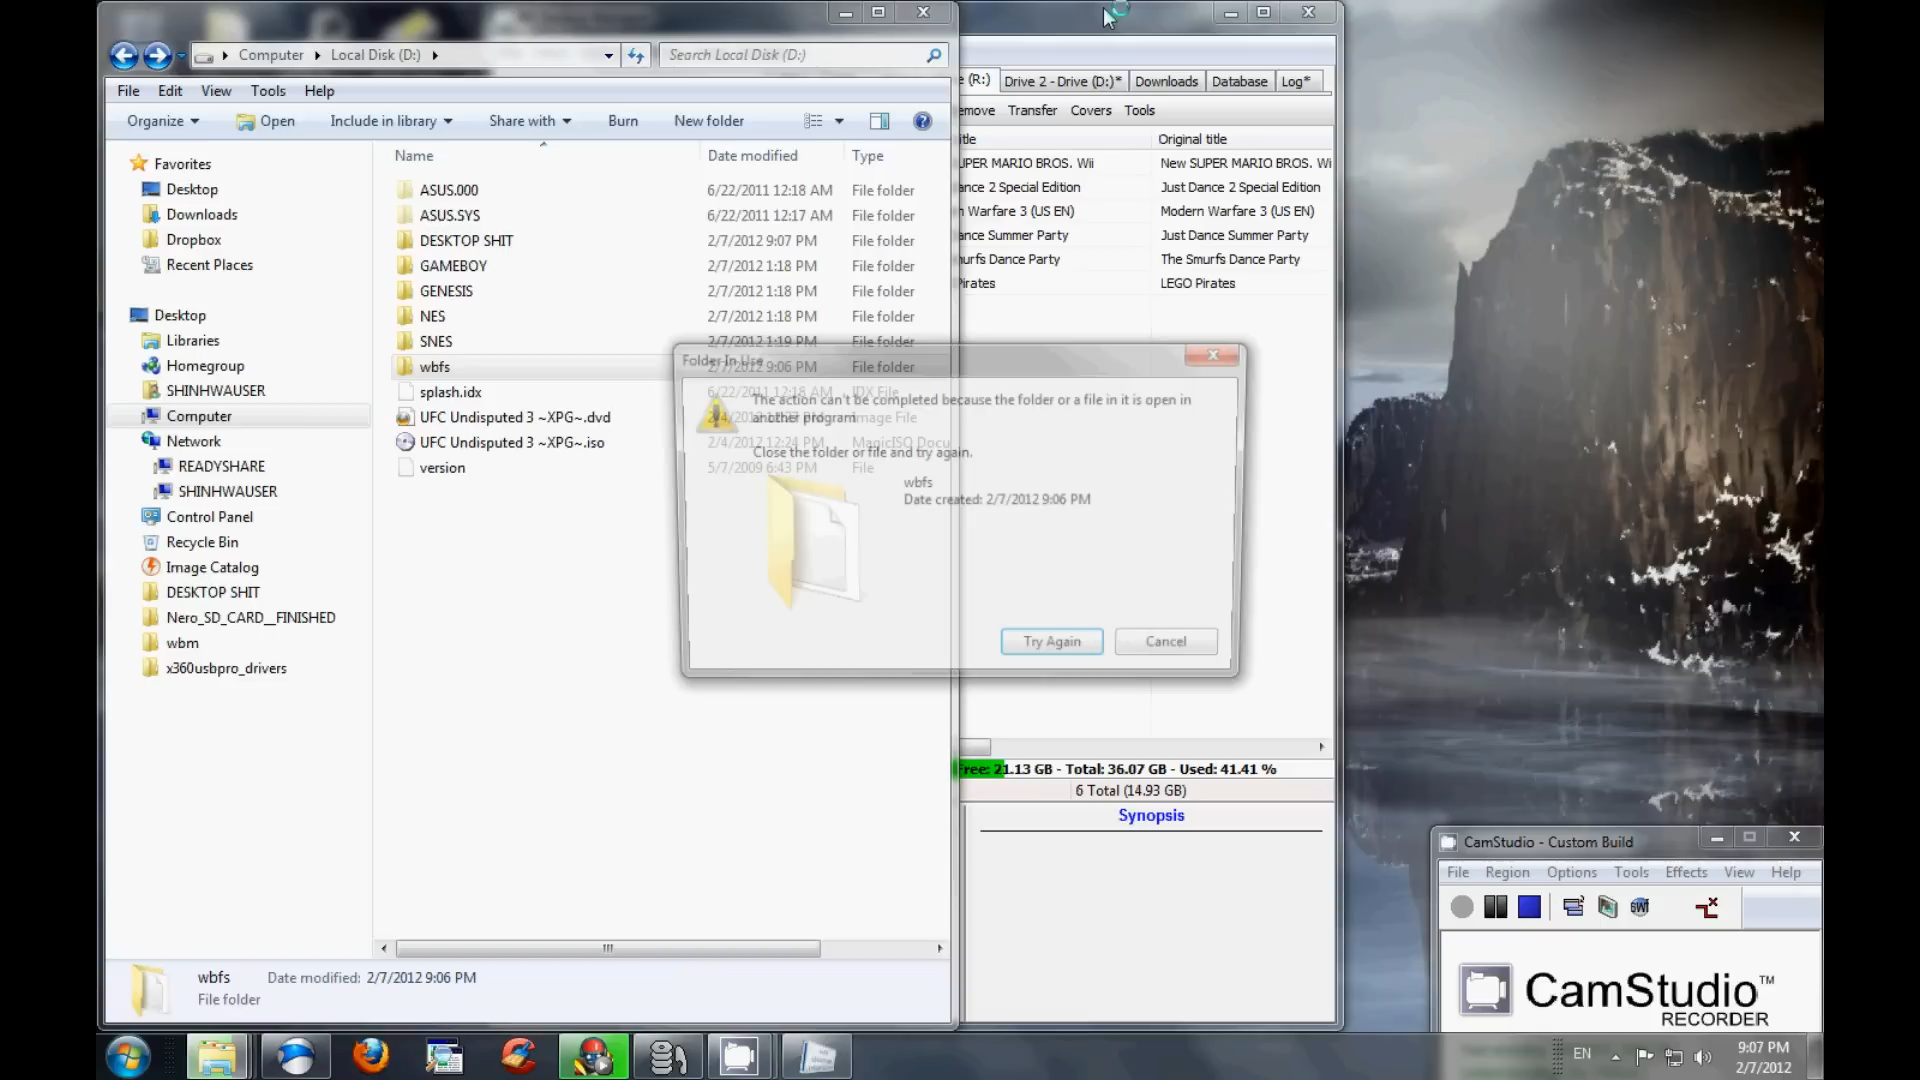 Computer
Local Disk (D:)
Search Local Disk (D:)
File
Edit
View
Tools
Help
Organize
Open
Include in library
Share with
Burn
New folder
Favorites
Desktop
Downloads
Dropbox
Recent Places
Desktop
Libraries
Homegroup
SHINHWAUSER
Computer
Network
READYSHARE
SHINHWAUSER
Control Panel
Recycle Bin
Image Catalog
DESKTOP SHIT
Nero_SD_CARD__FINISHED
wbm
x360usbpro_drivers
Name
Date modified
Type
ASUS.000
6/22/2011 12:18 AM
File folder
ASUS.SYS
6/22/2011 12:17 AM
File folder
DESKTOP SHIT
2/7/2012 9:07 PM
File folder
GAMEBOY
2/7/2012 1:18 PM
File folder
GENESIS
2/7/2012 1:18 PM
File folder
NES
2/7/2012 1:18 PM
File folder
SNES
2/7/2012 1:19 PM
File folder
wbfs
2/7/2012 9:06 PM
File folder
splash.idx
6/22/2011 12:18 AM
IDX File
UFC Undisputed 3 ~XPG~.dvd
Image File
UFC Undisputed 3 ~XPG~.iso
2/4/2012 12:24 PM
MagicISO Docu
version
5/7/2009 6:43 PM
File
Folder In Use
The action can't be completed because the folder or a file in it is open in
another program
Close the folder or file and try again.
wbfs
Date created: 2/7/2012 9:06 PM
Try Again
Cancel
wbfs
Date modified: 2/7/2012 9:06 PM
File folder
e (R:)
Drive 2 - Drive (D:)*
Downloads
Database
Log*
emove
Transfer
Covers
Tools
itle
Original title
UPER MARIO BROS. Wii
New SUPER MARIO BROS. Wi
ance 2 Special Edition
Just Dance 2 Special Edition
n Warfare 3 (US EN)
Modern Warfare 3 (US EN)
ance Summer Party
Just Dance Summer Party
murfs Dance Party
The Smurfs Dance Party
Pirates
LEGO Pirates
Free: 21.13 GB - Total: 36.07 GB - Used: 41.41 %
6 Total (14.93 GB)
Synopsis
CamStudio - Custom Build
File
Region
Options
Tools
Effects
View
Help
SWF
CamStudio™
RECORDER
EN
9:07 PM
2/7/2012